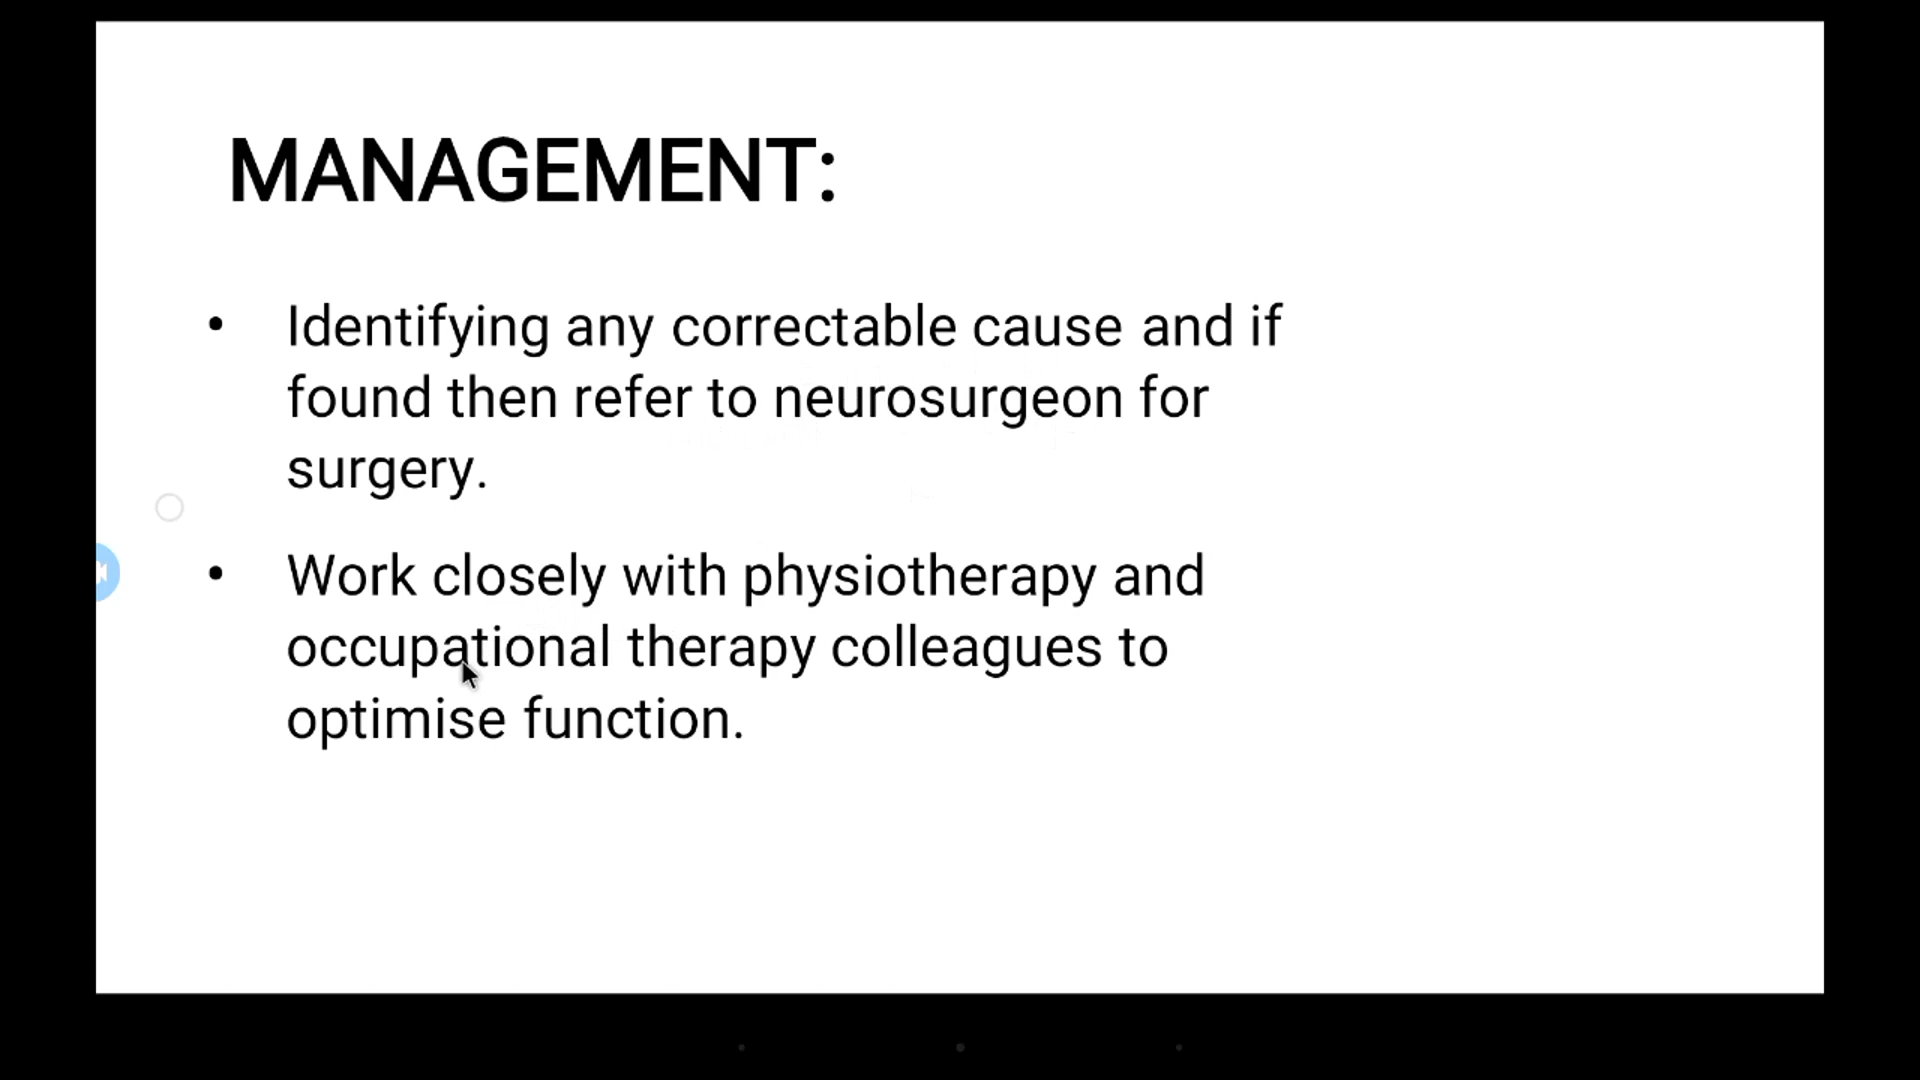 MANAGEMENT:
• Identifying any correctable cause and if
found then refer to neurosurgeon for
surgery.
• Work closely with physiotherapy and
occupational therapy colleagues to
optimise function.